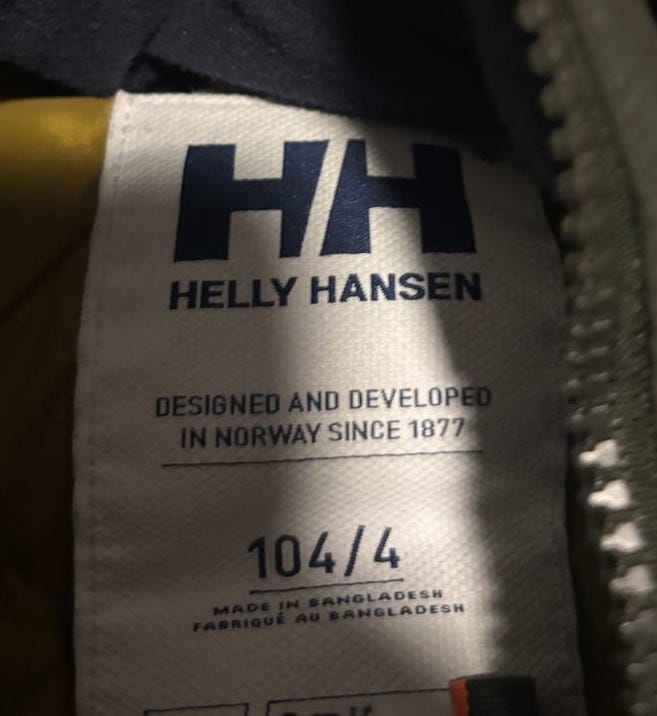 HH
HELLY HANSEN
DESIGNED AND DEVELOPED
IN NORWAY SINCE 1877
104/4
MADE IN BANGLADESH
FABRIQUÉ AU BANGLADESH